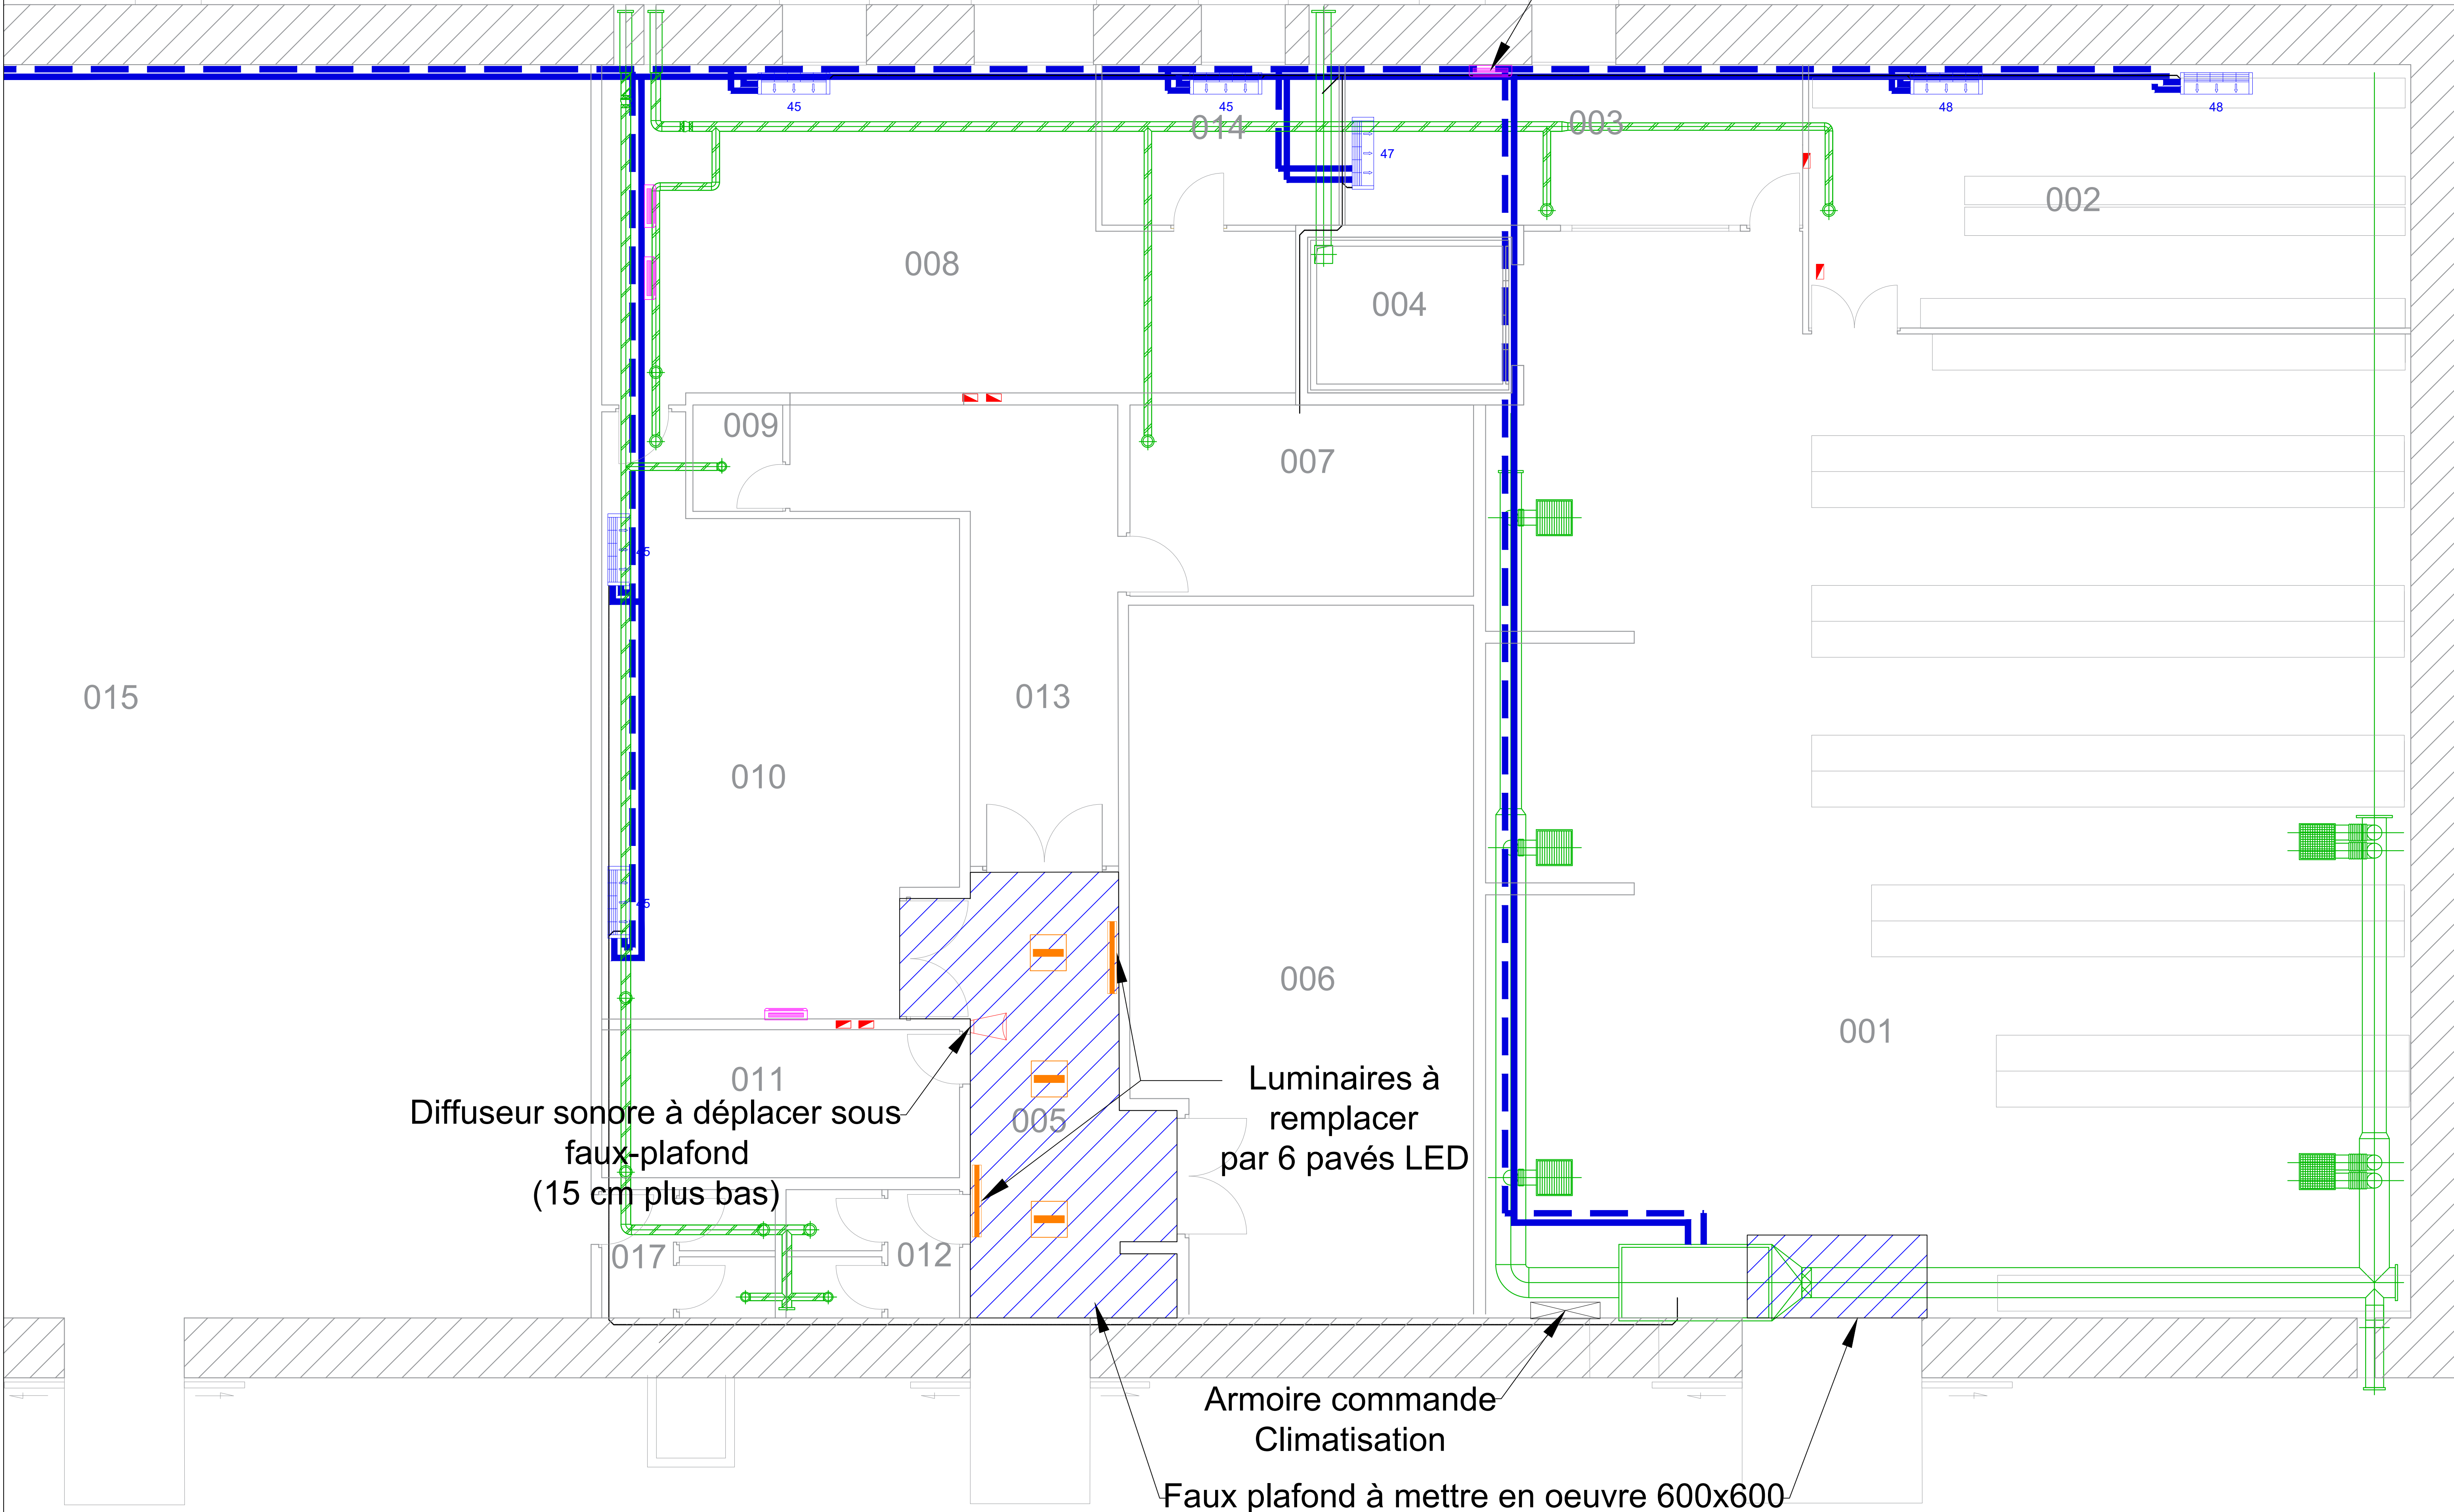 45
45
48
48
47
014
003
002
008
004
009
007
45
015
013
010
45
006
001
011
005
Luminaires à
remplacer
par 6 pavés LED
Diffuseur sonore à déplacer sous
faux-plafond
(15 cm plus bas)
017
012
Armoire commande
Climatisation
Faux plafond à mettre en oeuvre 600x600